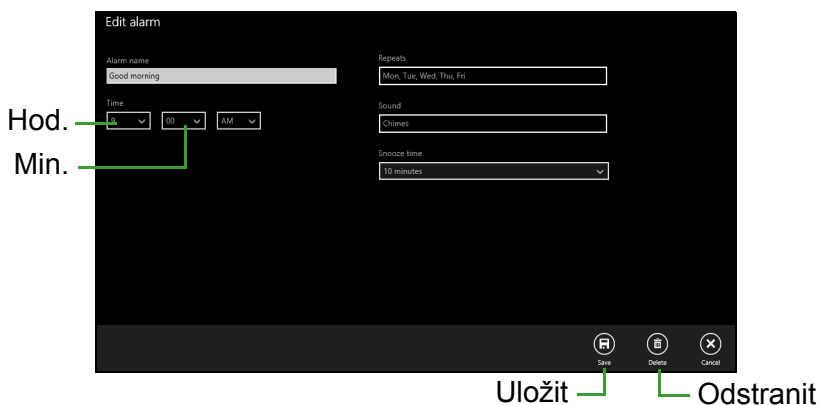 Edit alarm
Alarm name
Good morning
Time
00 AM
Repeats
Mon, Tue, Wed, Thu, Fri
Sound
Chimes
Snooze time
10 minutes
Hod.
Min.
Save Delete Cancel
Uložit Odstranit